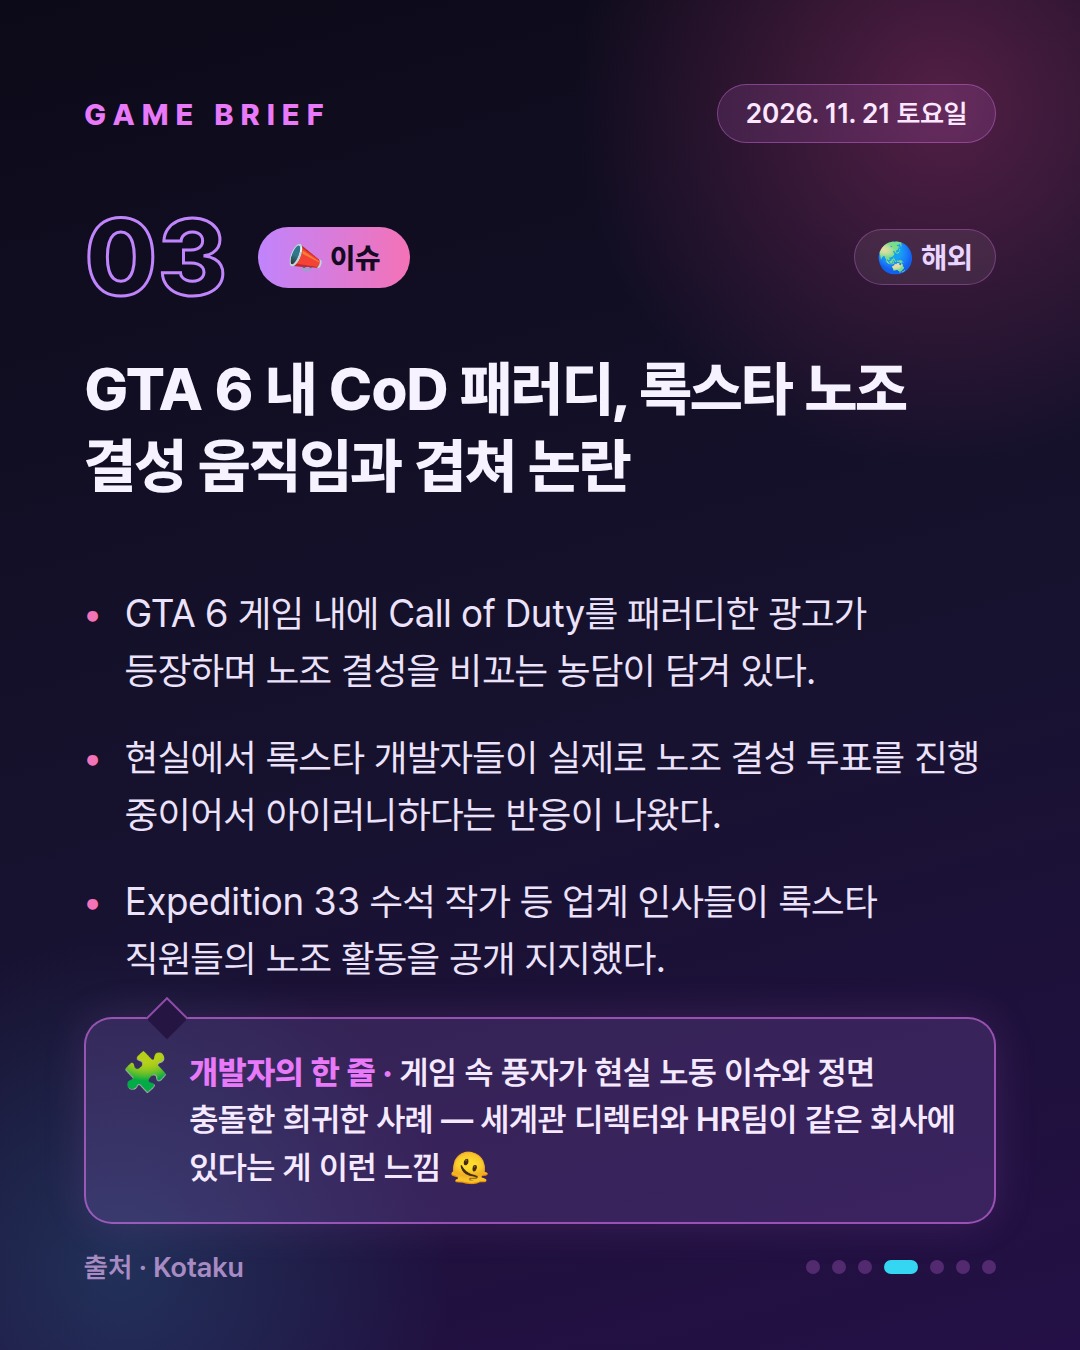 GAME BRIEF
2026. 11. 21 토요일
03
이슈
해외
GTA 6 내 CoD 패러디, 록스타 노조
결성 움직임과 겹쳐 논란
• GTA 6 게임 내에 Call of Duty를 패러디한 광고가
등장하며 노조 결성을 비꼬는 농담이 담겨 있다.
• 현실에서 록스타 개발자들이 실제로 노조 결성 투표를 진행
중이어서 아이러니하다는 반응이 나왔다.
• Expedition 33 수석 작가 등 업계 인사들이 록스타
직원들의 노조 활동을 공개 지지했다.
개발자의 한 줄 · 게임 속 풍자가 현실 노동 이슈와 정면
충돌한 희귀한 사례 — 세계관 디렉터와 HR팀이 같은 회사에
있다는 게 이런 느낌 🫠
출처 · Kotaku